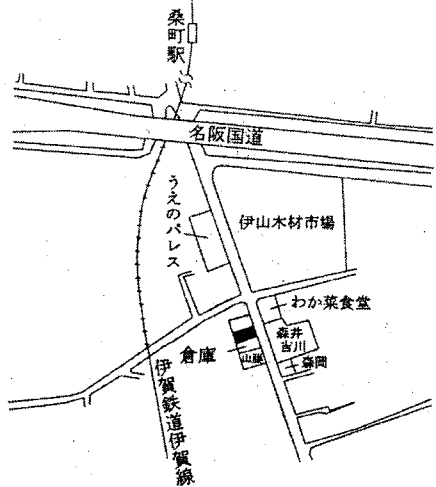 桑町駅
名阪国道
うえのパレス
伊山木材市場
わか菜食堂
森井
吉川
倉庫
山藤
森岡
伊賀鉄道伊賀線